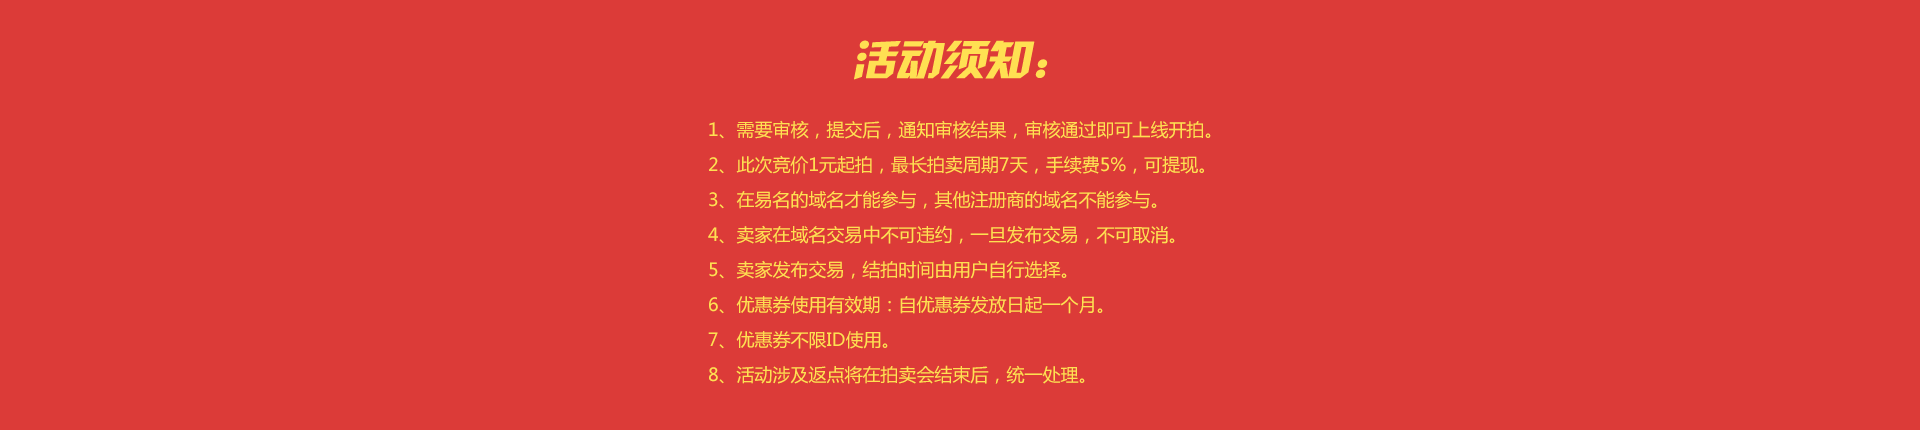 活动须知：
1、需要审核，提交后，通知审核结果，审核通过即可上线开拍。
2、此次竞价1元起拍，最长拍卖周期7天，手续费5%，可提现。
3、在易名的域名才能参与，其他注册商的域名不能参与。
4、卖家在域名交易中不可违约，一旦发布交易，不可取消。
5、卖家发布交易，结拍时间由用户自行选择。
6、优惠券使用有效期：自优惠券发放日起一个月。
7、优惠券不限ID使用。
8、活动涉及返点将在拍卖会结束后，统一处理。